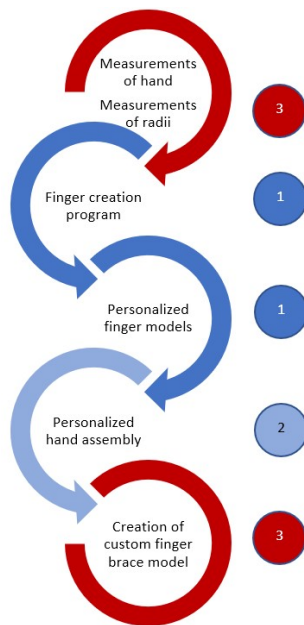 Measurements
of hand
Measurements
of radii
3
Finger creation
program
1
Personalized
finger models
1
Personalized
hand assembly
2
Creation of
custom finger
brace model
3